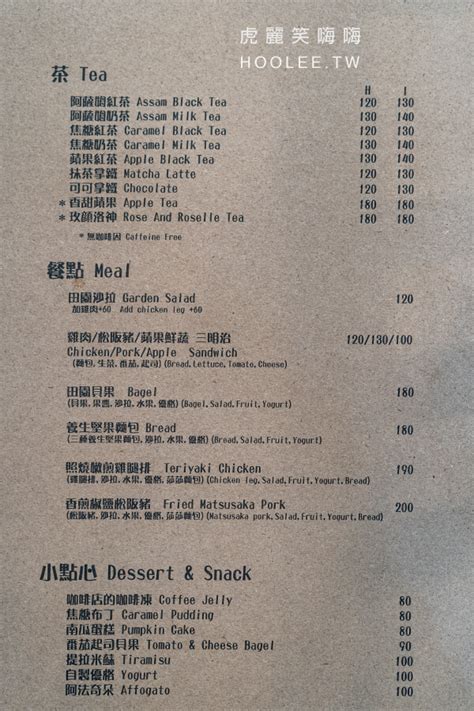 虎麗笑嗨嗨
HOOLEE.TW
茶 Tea
H I
阿薩姆紅茶 Assam Black Tea 120 130
阿薩姆奶茶 Assam Milk Tea 130 140
焦糖紅茶 Caramel Black Tea 120 130
焦糖奶茶 Caramel Milk Tea 130 140
蘋果紅茶 Apple Black Tea 130 140
抹茶拿鐵 Matcha Latte 120 130
可可拿鐵 Chocolate 120 130
*香甜蘋果 Apple Tea 180 180
*玫顏洛神 Rose And Roselle Tea 180 180
*無咖啡因 Caffeine Free
餐點 Meal
田園沙拉 Garden Salad 120
加雞肉+60 Add chicken leg +60
雞肉/松阪豬/蘋果鮮蔬 三明治 120/130/100
Chicken/Pork/Apple Sandwich
(麵包,生菜,番茄,起司)(Bread,Lettuce,Tomato,Cheese)
田園貝果 Bagel 180
(貝果,果醬,沙拉,水果,優格)(Bagel,Salad,Fruit,Yogurt)
養生堅果麵包 Bread 180
(三種養生堅果麵包,沙拉,水果,優格)(Bread,Salad,Fruit,Yogurt)
照燒嫩煎雞腿排 Teriyaki Chicken 190
(雞腿排,沙拉,水果,優格,莎莎麵包)(Chicken leg,Salad,Fruit,Yogurt,Bread)
香煎椒鹽松阪豬 Fried Matsusaka Pork 200
(松阪豬,沙拉,水果,優格,莎莎麵包)(Matsusaka pork,Salad,Fruit,Yogurt,Bread)
小點心 Dessert & Snack
咖啡店的咖啡凍 Coffee Jelly 80
焦糖布丁 Caramel Pudding 80
南瓜蛋糕 Pumpkin Cake 80
番茄起司貝果 Tomato & Cheese Bagel 90
提拉米蘇 Tiramisu 100
自製優格 Yogurt 100
阿法奇朵 Affogato 100